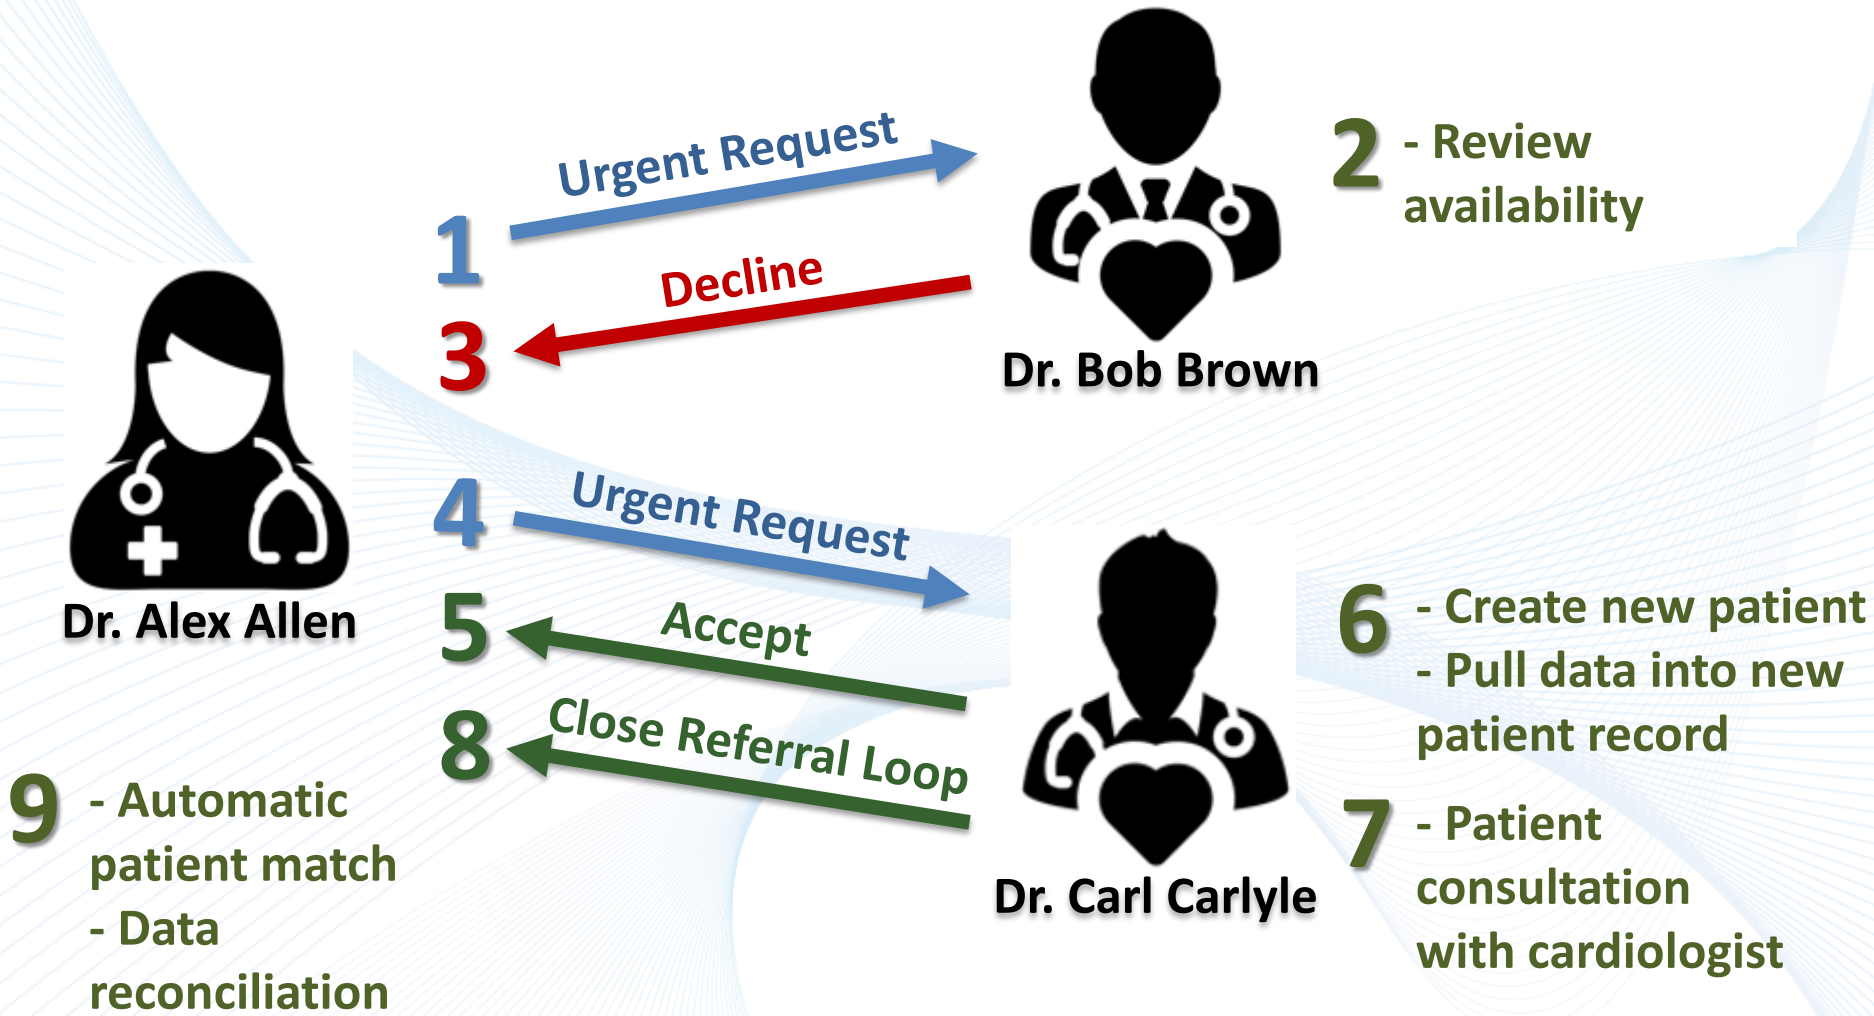 1
Urgent Request
2
- Review
availability
3
Decline
Dr. Bob Brown
Dr. Alex Allen
4
Urgent Request
5
Accept
6
- Create new patient
- Pull data into new
patient record
7
- Patient
consultation
with cardiologist
8
Close Referral Loop
Dr. Carl Carlyle
9
- Automatic
patient match
- Data
reconciliation